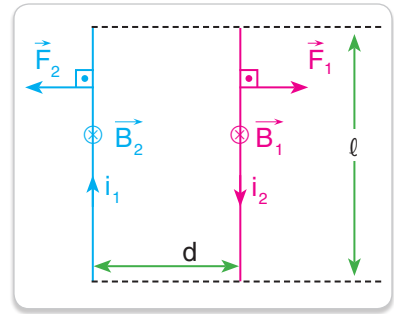 F₂ F₁
B₂ B₁ ℓ
i₁ i₂
d